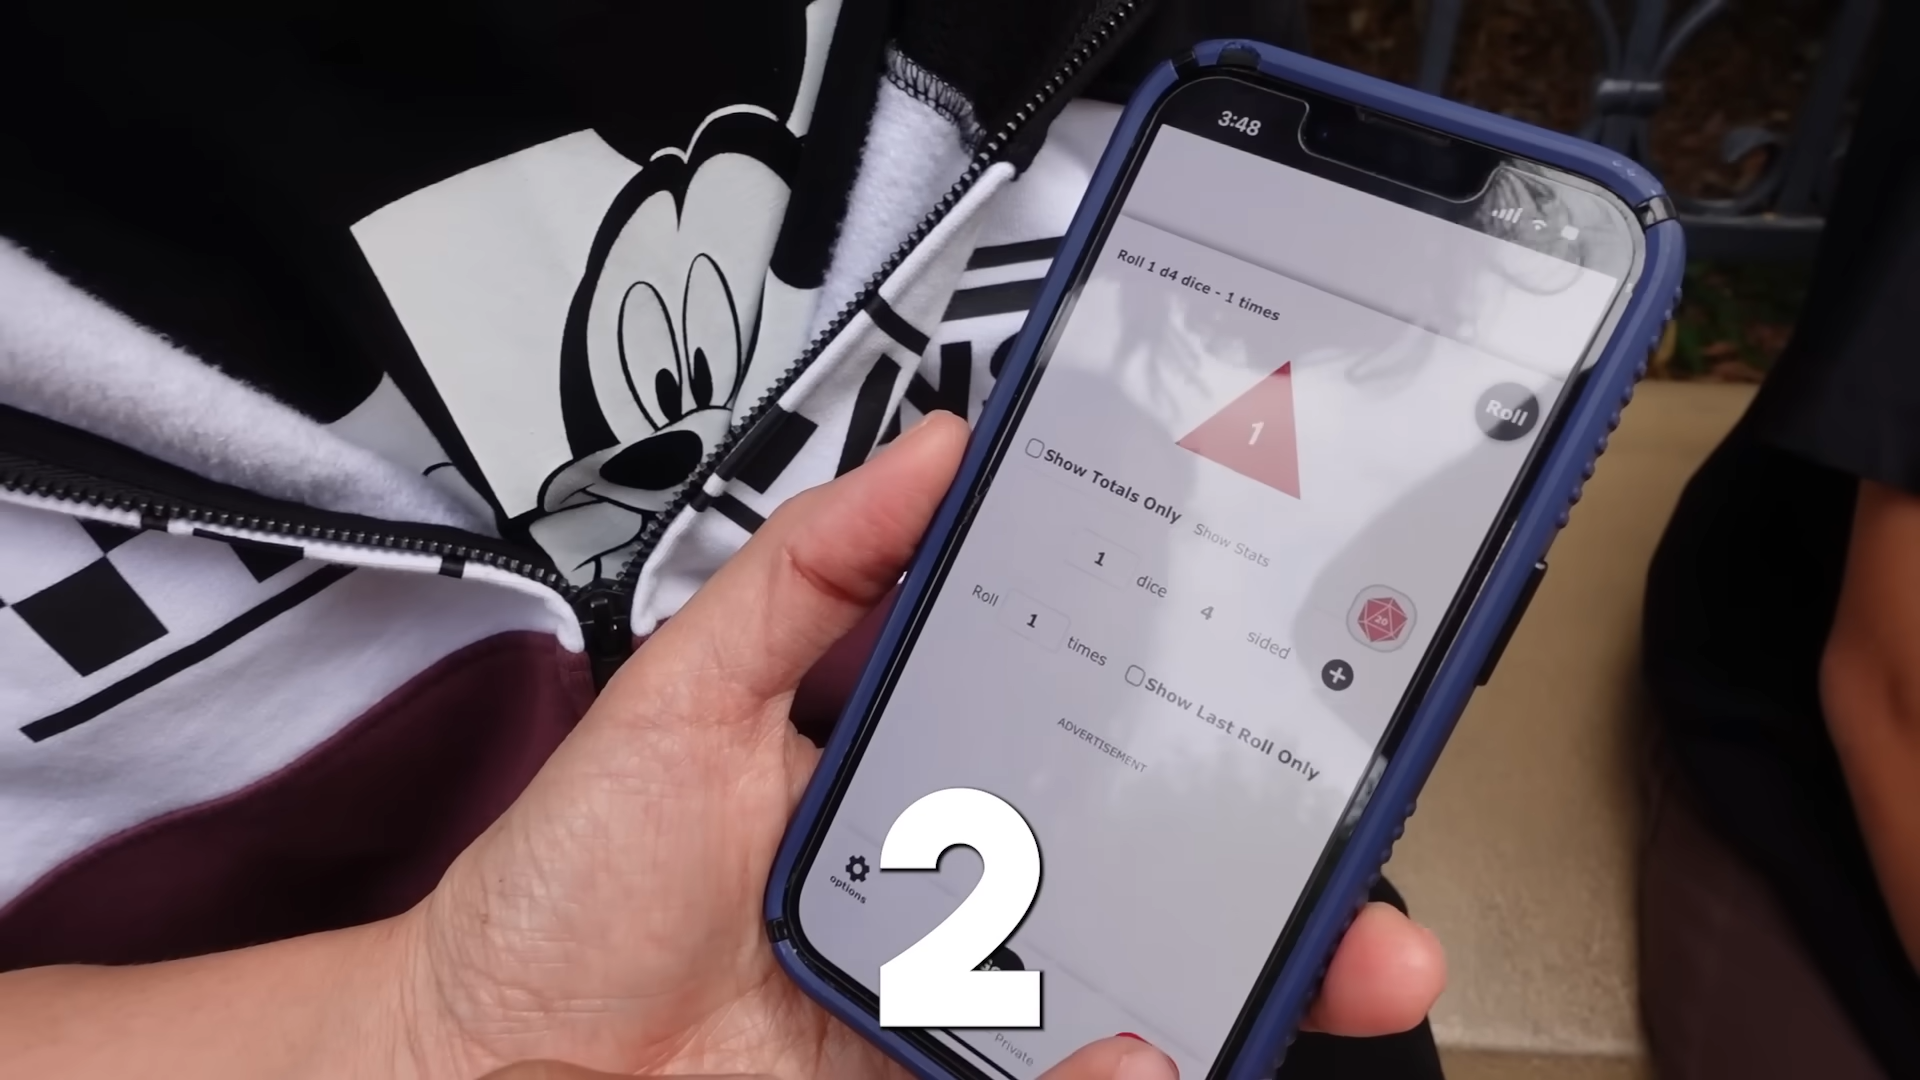 3:48
Roll 1 d4 dice - 1 times
1
Roll
Show Totals Only
Show Stats
1 dice 4 sided
20
Roll 1 times
Show Last Roll Only
ADVERTISEMENT
options
2
Private